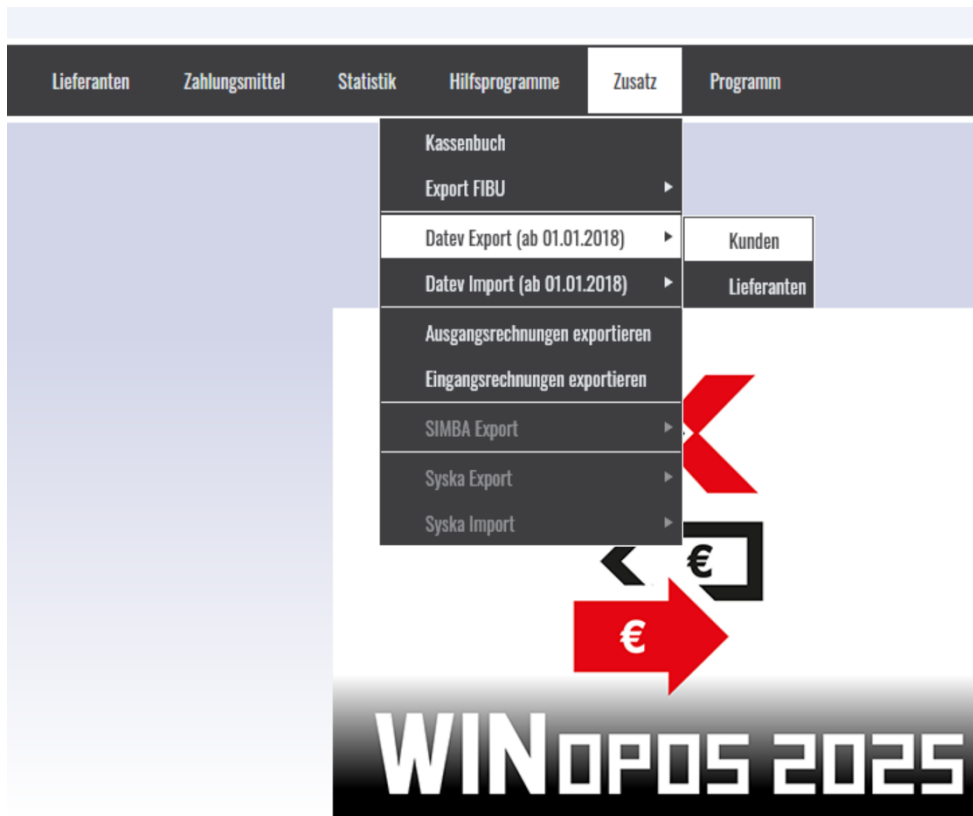 Lieferanten Zahlungsmittel Statistik Hilfsprogramme Zusatz Programm
Kassenbuch
Export FIBU
Datev Export (ab 01.01.2018)
Kunden
Datev Import (ab 01.01.2018)
Lieferanten
Ausgangsrechnungen exportieren
Eingangsrechnungen exportieren
SIMBA Export
Syska Export
Syska Import
€
€
WINOPOS 2025